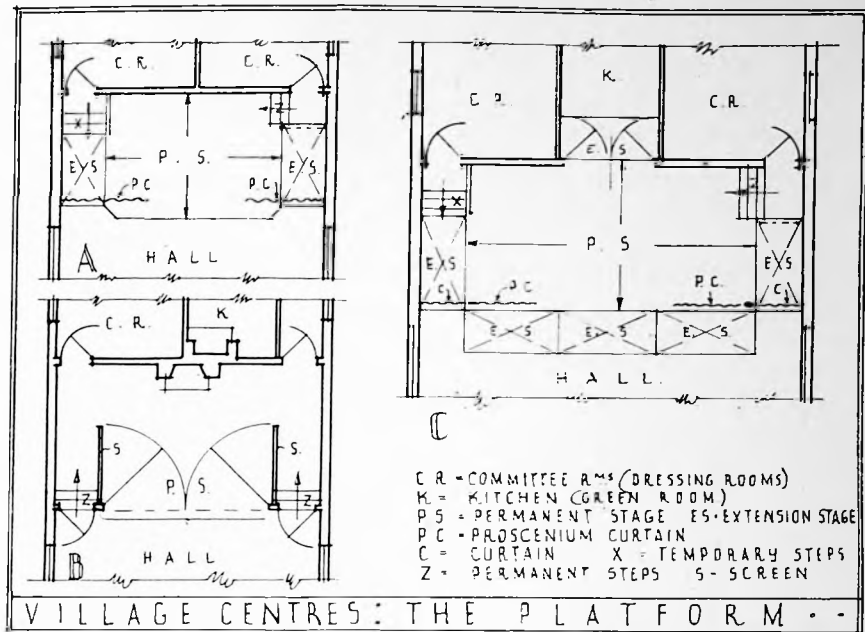 C.R. C.R.
X Z
E S P. S. E S.
P C P.C
A HALL
C.R. K
S S.
P. S.
Z Z
B HALL
C R. K. C.R.
E. S
X
P S
E S E S
C P C P.C. C
E S E S E S
HALL.
C
C R = COMMITTEE RMS (DRESSING ROOMS)
K = KITCHEN (GREEN ROOM)
P S = PERMANENT STAGE ES·EXTENSION STAGE
P C = PROSCENIUM CURTAIN
C = CURTAIN X = TEMPORARY STEPS
Z = PERMANENT STEPS S - SCREEN
VILLAGE CENTRES: THE PLATFORM - -